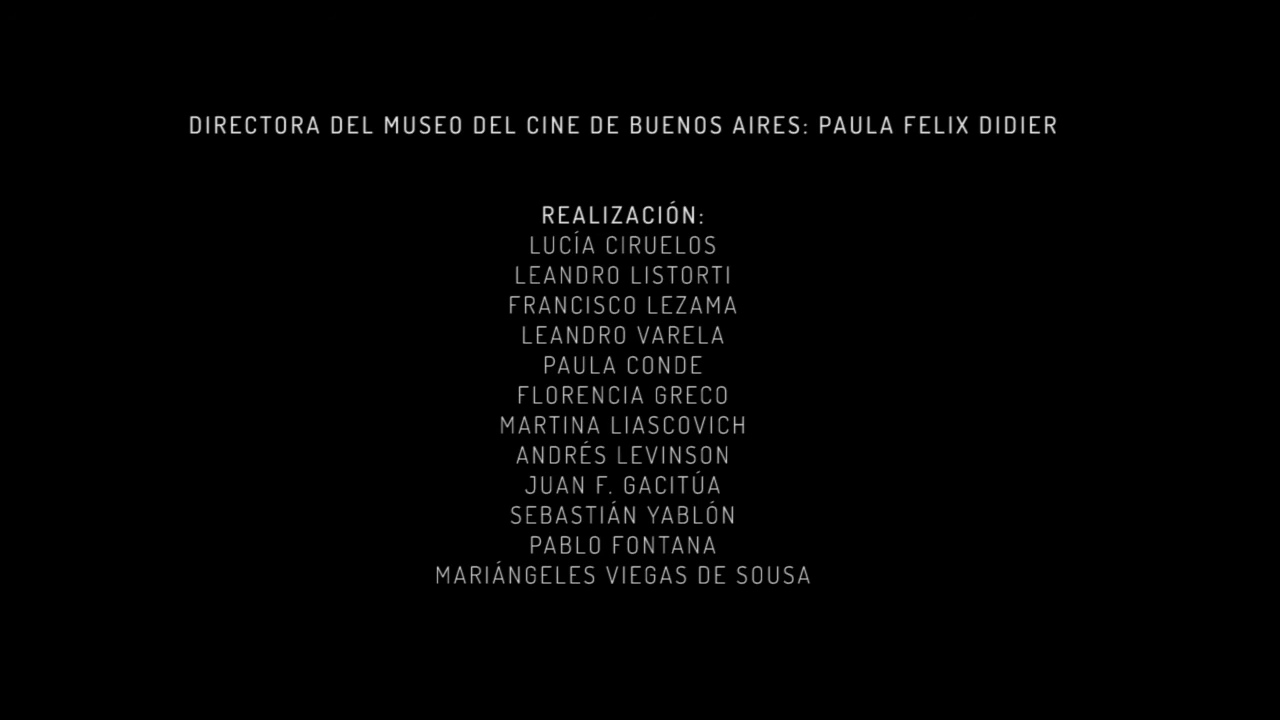 DIRECTORA DEL MUSEO DEL CINE DE BUENOS AIRES: PAULA FELIX DIDIER
REALIZACIÓN:
LUCÍA CIRUELOS
LEANDRO LISTORTI
FRANCISCO LEZAMA
LEANDRO VARELA
PAULA CONDE
FLORENCIA GRECO
MARTINA LIASCOVICH
ANDRÉS LEVINSON
JUAN F. GACITÚA
SEBASTIÁN YABLÓN
PABLO FONTANA
MARIÁNGELES VIEGAS DE SOUSA